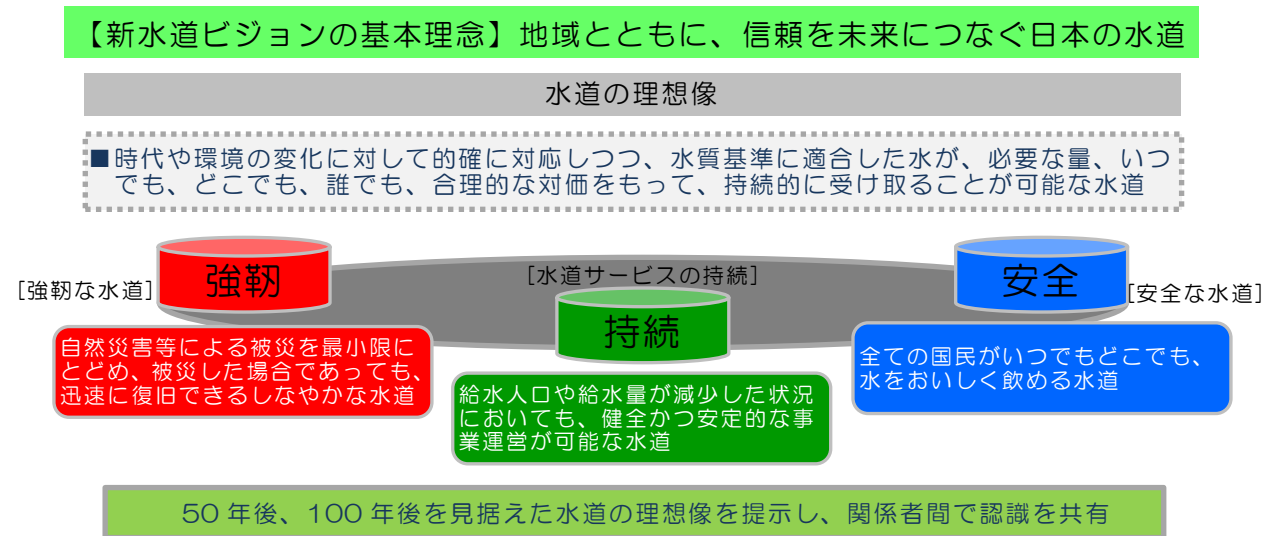 【新水道ビジョンの基本理念】地域とともに、信頼を未来につなぐ日本の水道
水道の理想像
■時代や環境の変化に対して的確に対応しつつ、水質基準に適合した水が、必要な量、いつ
でも、どこでも、誰でも、合理的な対価をもって、持続的に受け取ることが可能な水道
[強靭な水道]
強靭
[水道サービスの持続]
持続
安全
[安全な水道]
自然災害等による被災を最小限に
とどめ、被災した場合であっても、
迅速に復旧できるしなやかな水道
給水人口や給水量が減少した状況
においても、健全かつ安定的な事
業運営が可能な水道
全ての国民がいつでもどこでも、
水をおいしく飲める水道
50 年後、100 年後を見据えた水道の理想像を提示し、関係者間で認識を共有